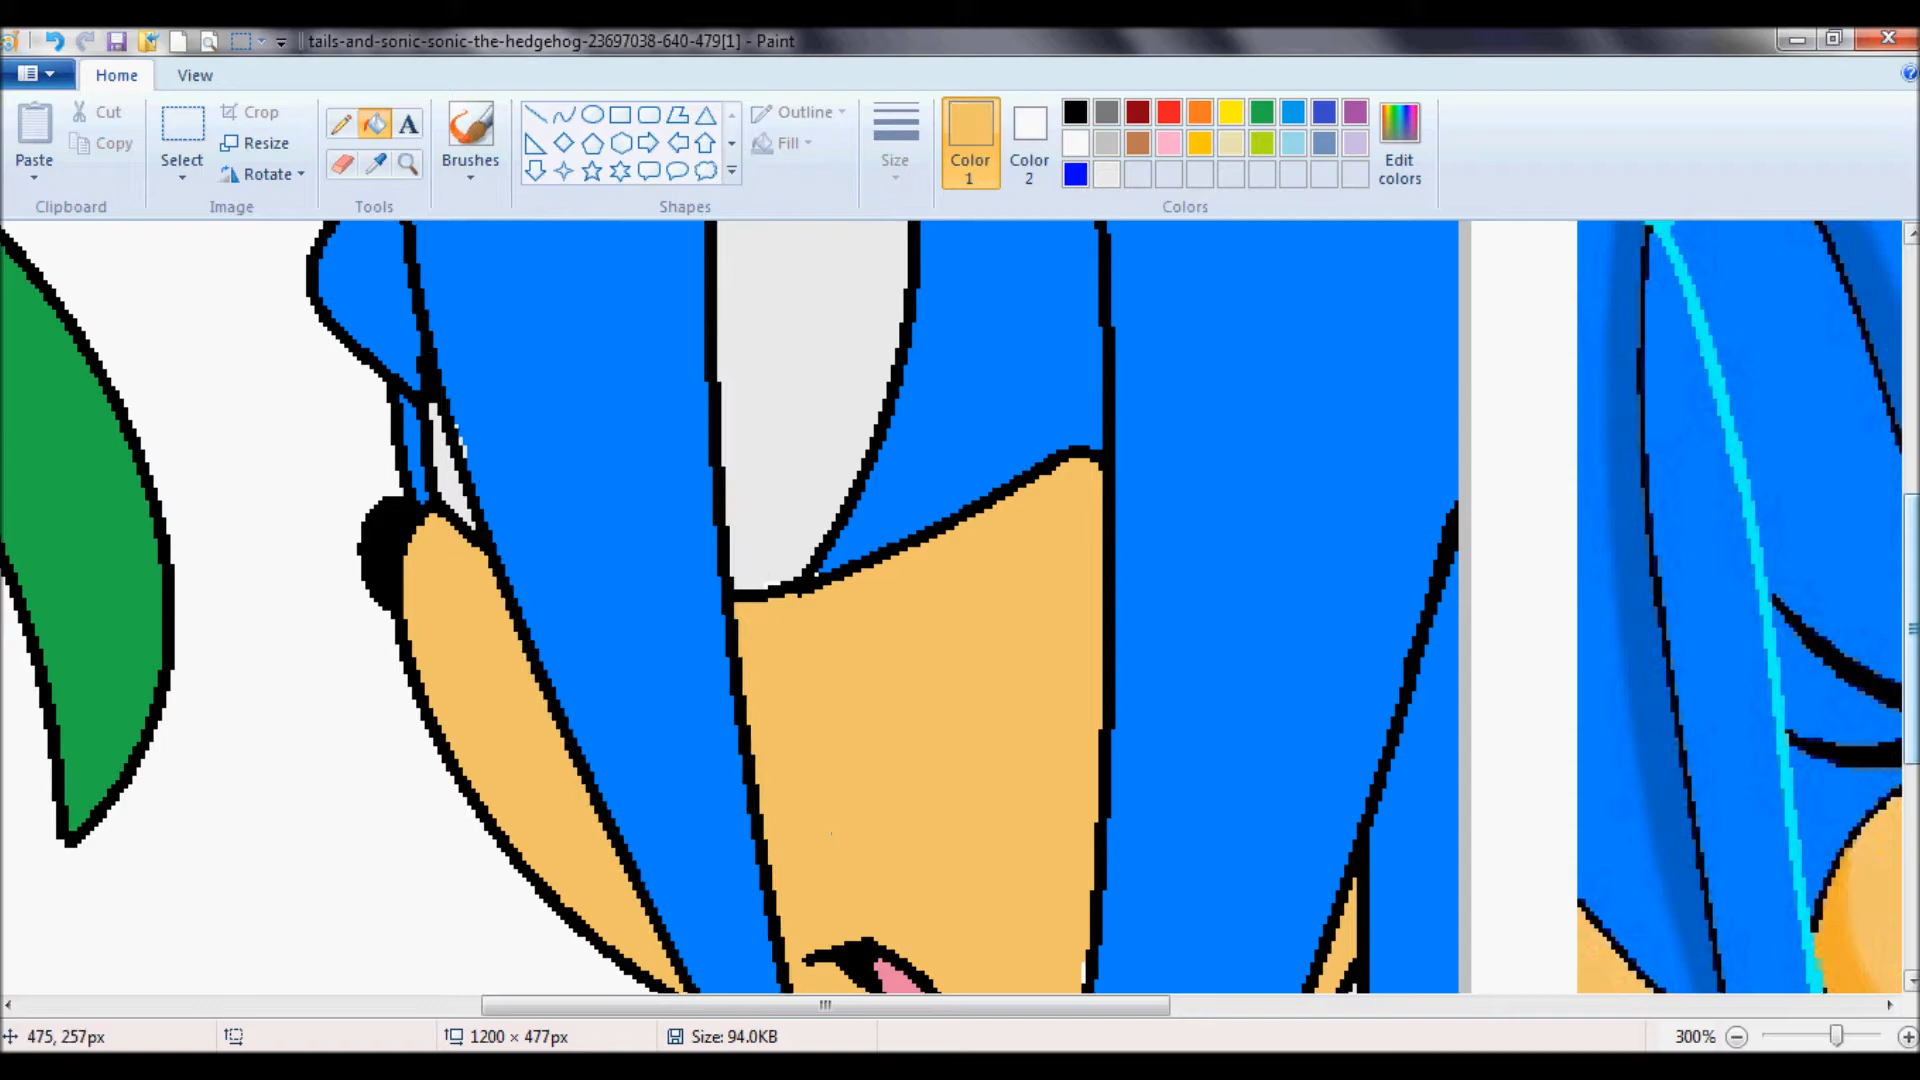 tails-and-sonic-sonic-the-hedgehog-23697038-640-479[1] - Paint
Home View
Paste
Cut
Copy
Clipboard
Select
Crop
Resize
Rotate
Image
A
Tools
Brushes
Outline
Fill
Shapes
Size
Color 1
Color 2
Edit colors
Colors
475, 257px
1200 × 477px
Size: 94.0KB
300%